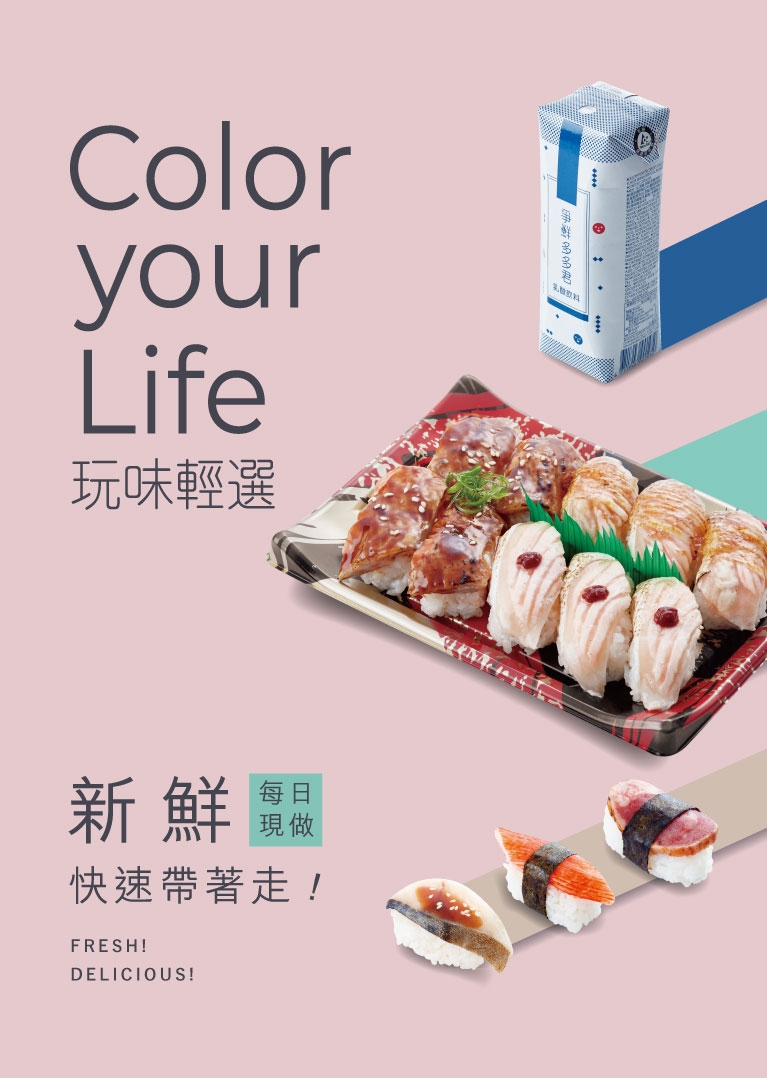 Color
your
Life
玩味輕選
爭鮮多多君
乳酸飲料
新鮮
每日
現做
快速帶著走！
FRESH!
DELICIOUS!